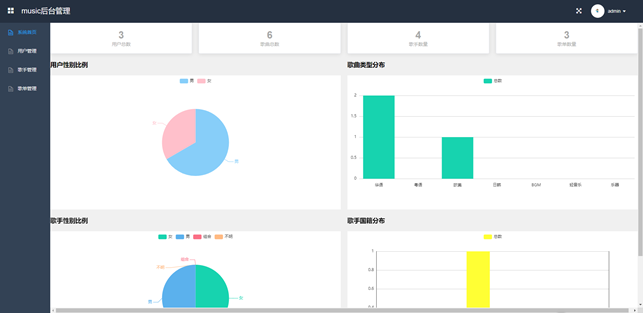 music后台管理
admin
系统首页
用户管理
歌手管理
歌单管理
3
用户总数
6
歌曲总数
4
歌手数量
3
歌单数量
用户性别比例
男 女
女
男
歌曲类型分布
总数
2
1.5
1
0.5
0
华语 粤语 欧美 日韩 BGM 轻音乐 乐器
歌手性别比例
女 男 组合 不明
组合
不明
男
女
歌手国籍分布
总数
1
0.8
0.6
0.4